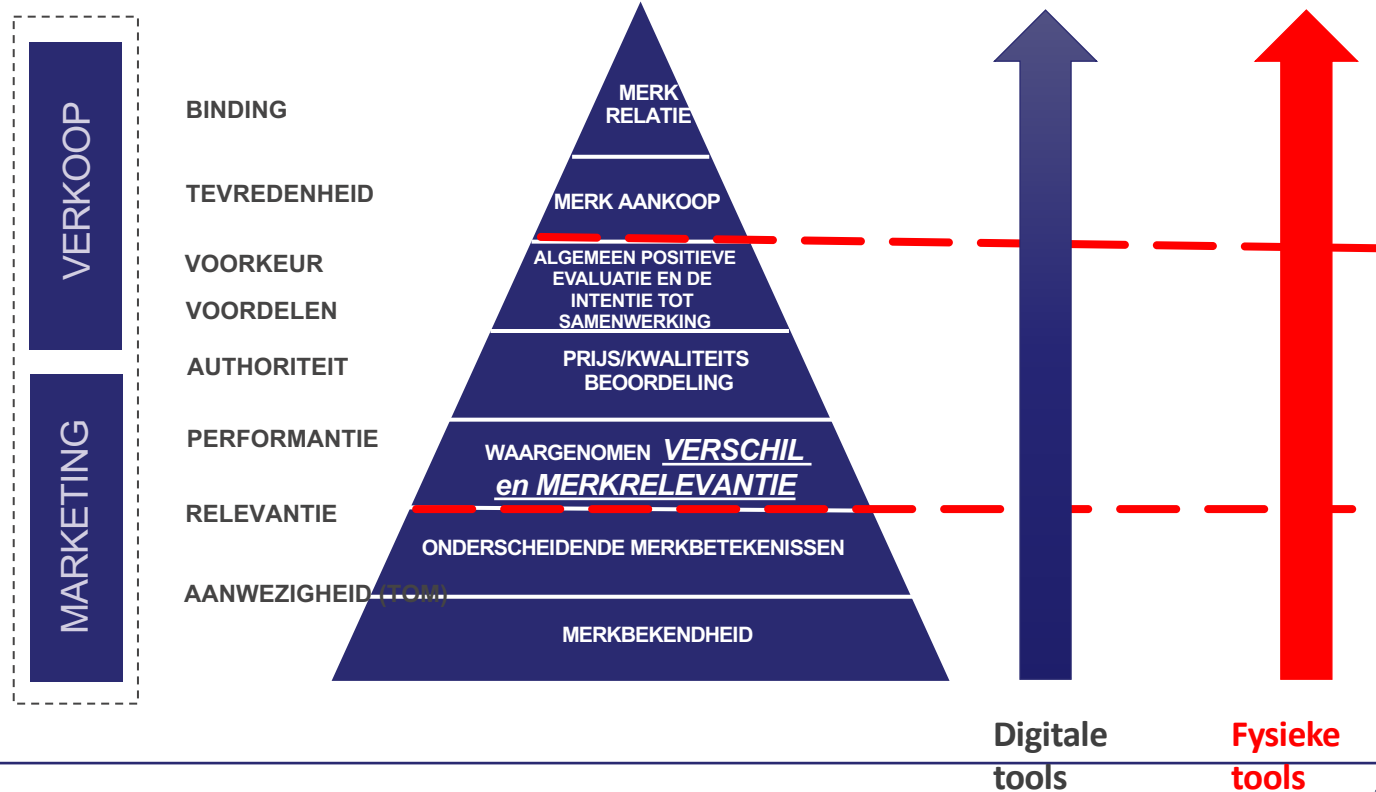 VERKOOP
MARKETING
BINDING
TEVREDENHEID
VOORKEUR
VOORDELEN
AUTHORITEIT
PERFORMANTIE
RELEVANTIE
AANWEZIGHEID (TOM)
MERK
RELATIE
MERK AANKOOP
ALGEMEEN POSITIEVE
EVALUATIE EN DE
INTENTIE TOT
SAMENWERKING
PRIJS/KWALITEITS
BEOORDELING
WAARGENOMEN VERSCHIL
en MERKRELEVANTIE
ONDERSCHEIDENDE MERKBETEKENISSEN
MERKBEKENDHEID
Digitale
tools
Fysieke
tools